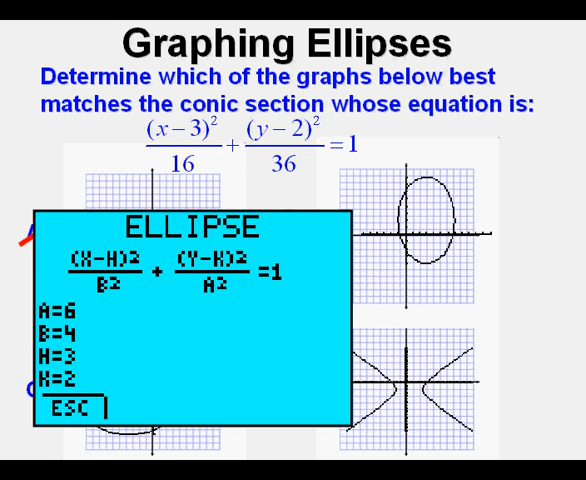 Graphing Ellipses
Determine which of the graphs below best
matches the conic section whose equation is:
(x−3)²/16 + (y−2)²/36 = 1
ELLIPSE
(X-H)²/B² + (Y-K)²/A² =1
A=6
B=4
H=3
K=2
ESC